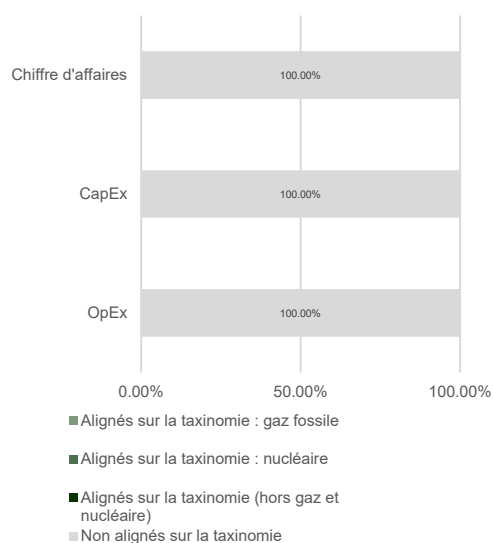 Chiffre d'affaires
100.00%
CapEx
100.00%
OpEx
100.00%
0.00% 50.00% 100.00%
Alignés sur la taxinomie : gaz fossile
Alignés sur la taxinomie : nucléaire
Alignés sur la taxinomie (hors gaz et
nucléaire)
Non alignés sur la taxinomie